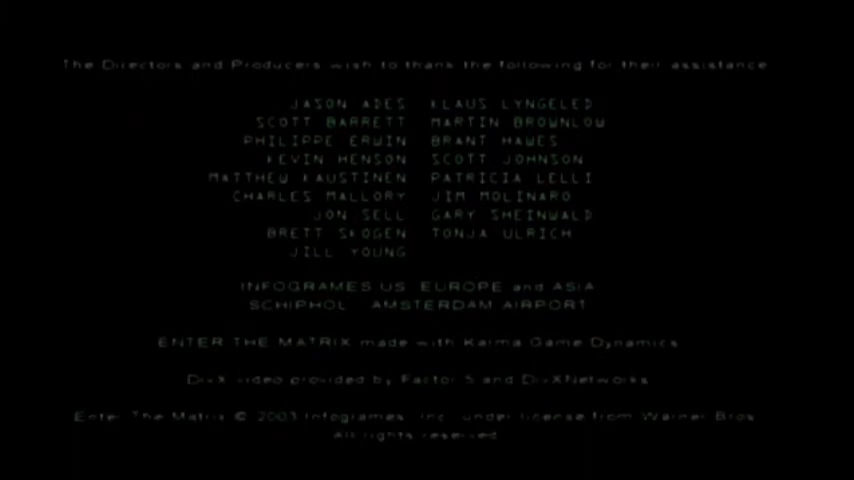 The Directors and Producers wish to thank the following for their assistance
JASON ADES KLAUS LYNGELED
SCOTT BARRETT MARTIN BROWNLOW
PHILIPPE ERWIN BRANT HAWES
KEVIN HENSON SCOTT JOHNSON
MATTHEW KAUSTINEN PATRICIA LELLI
CHARLES MALLORY JIM MOLINARO
JON SELL GARY SHEINWALD
BRETT SKOGEN TONJA ULRICH
JILL YOUNG
INFOGRAMES US EUROPE and ASIA
SCHIPHOL AMSTERDAM AIRPORT
ENTER THE MATRIX made with Karma Game Dynamics
DivX video provided by Factor 5 and DivXNetworks
Enter The Matrix © 2003 Infogrames, Inc. under license from Warner Bros.
All rights reserved.